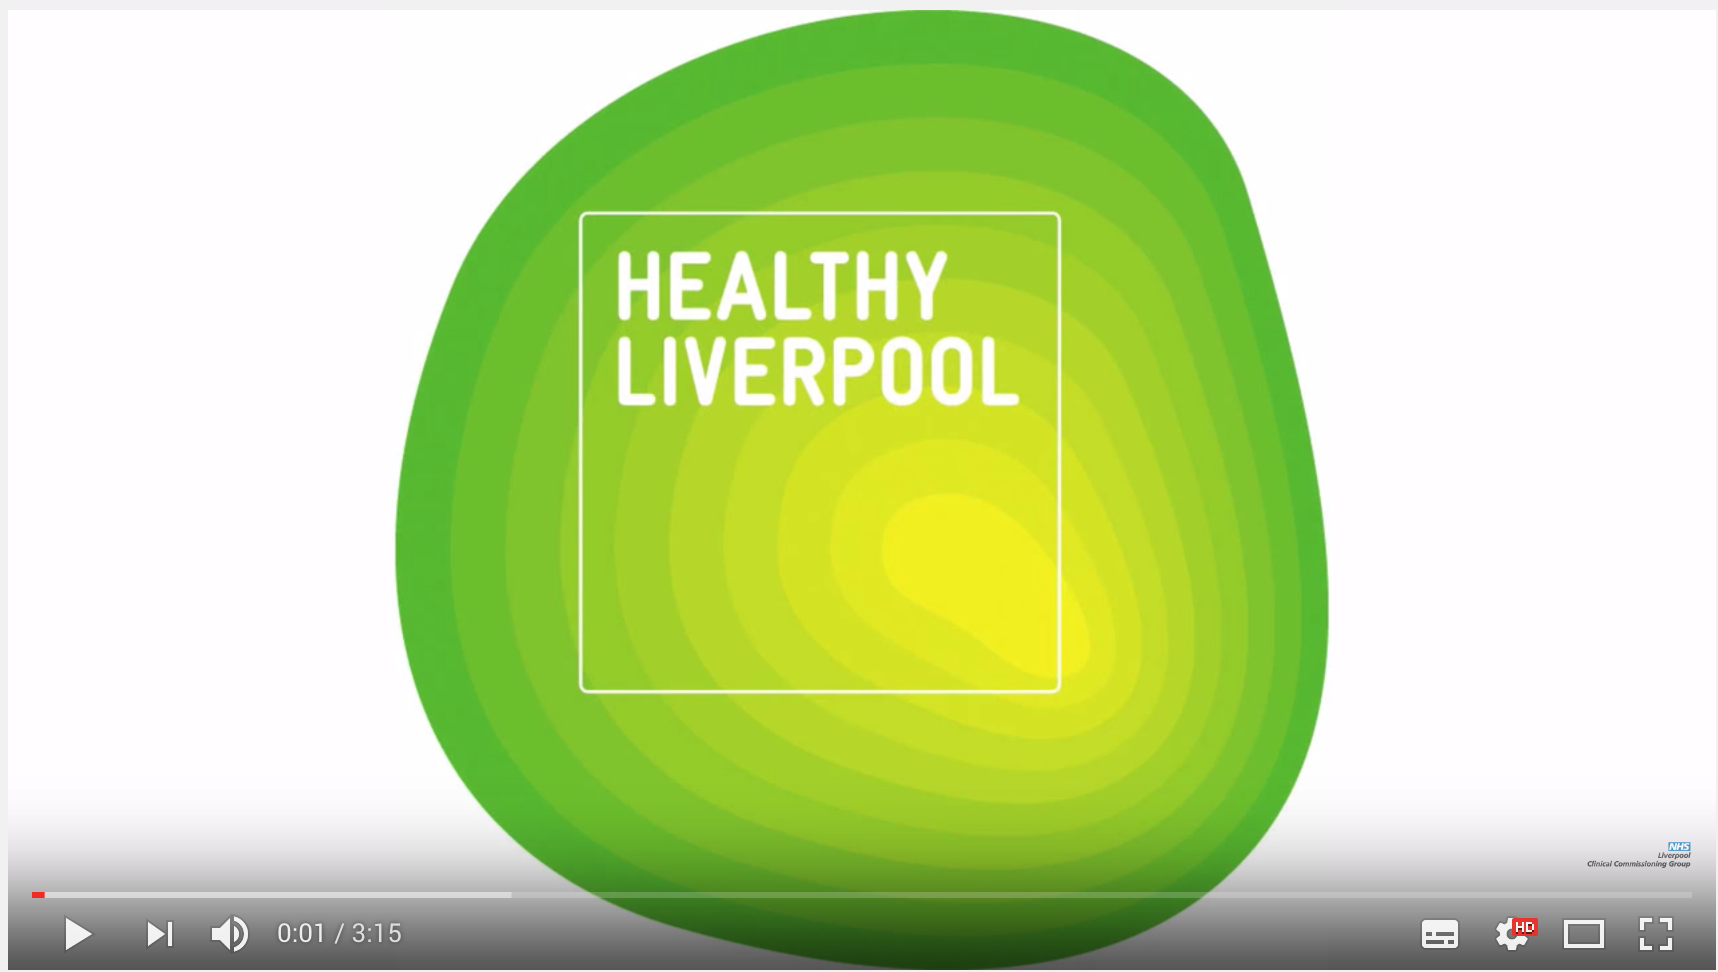 HEALTHY
LIVERPOOL
NHS
Liverpool
Clinical Commissioning Group
0:01 / 3:15
HD